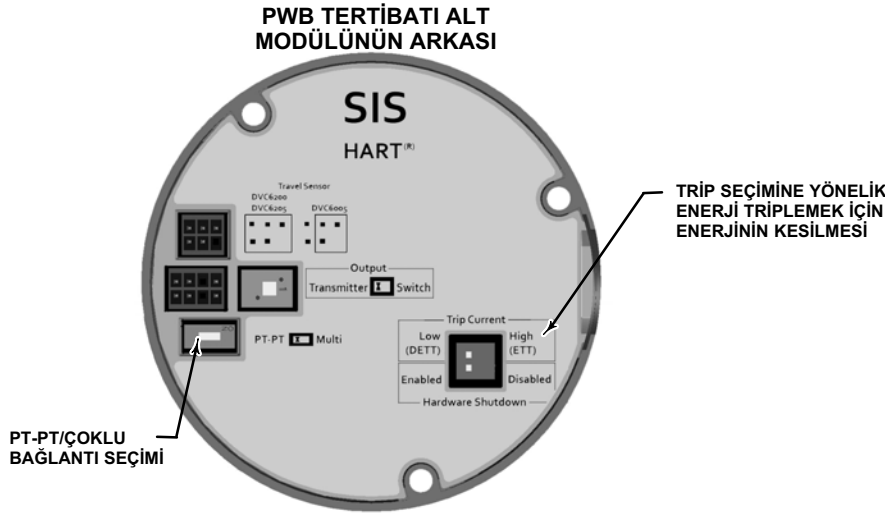 PWB TERTİBATI ALT
MODÜLÜNÜN ARKASI
SIS
HART(R)
Travel Sensor
DVC6200
DVC6205 DVC6005
Output
Transmitter Switch
PT-PT Multi
Trip Current
Low High
(DETT) (ETT)
Enabled Disabled
Hardware Shutdown
TRİP SEÇİMİNE YÖNELİK
ENERJİ TRİPLEMEK İÇİN
ENERJİNİN KESİLMESİ
PT-PT/ÇOKLU
BAĞLANTI SEÇİMİ